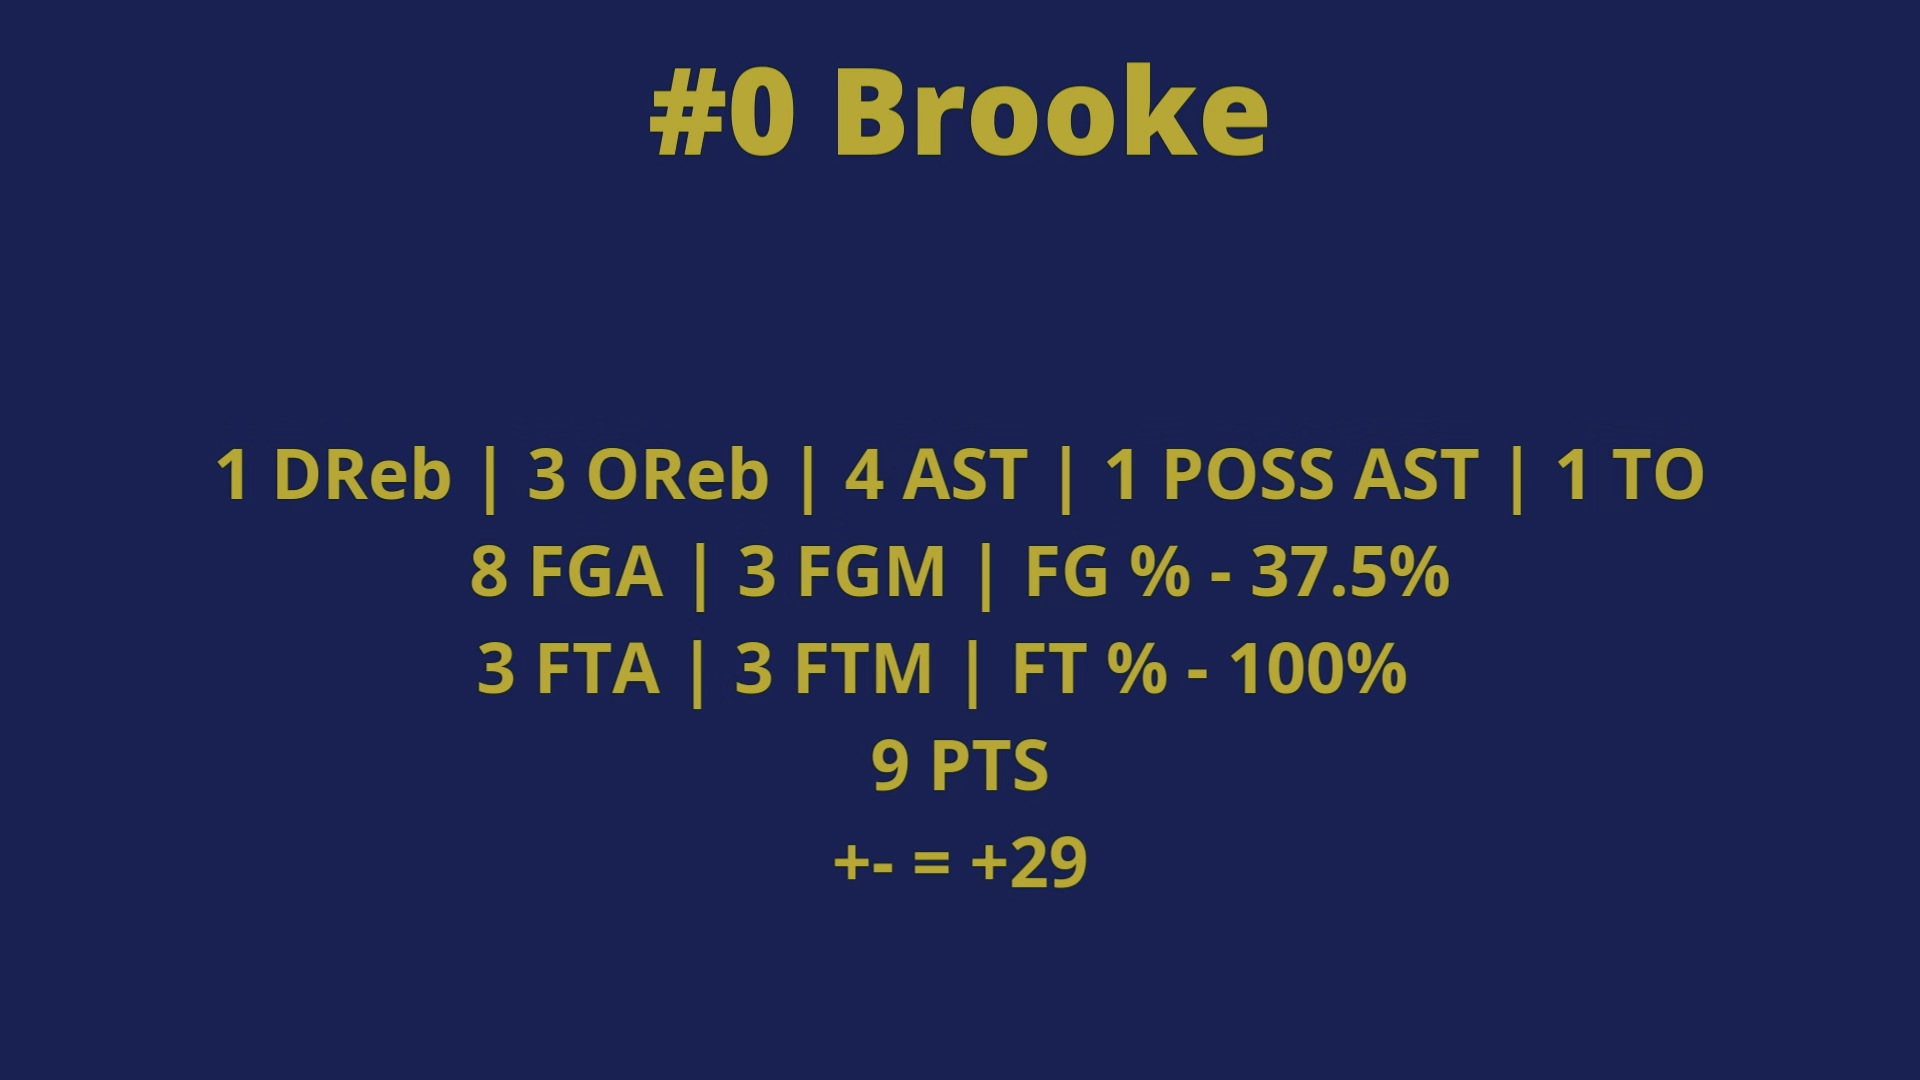 #0 Brooke
1 DReb | 3 OReb | 4 AST | 1 POSS AST | 1 TO
8 FGA | 3 FGM | FG % - 37.5%
3 FTA | 3 FTM | FT % - 100%
9 PTS
+- = +29